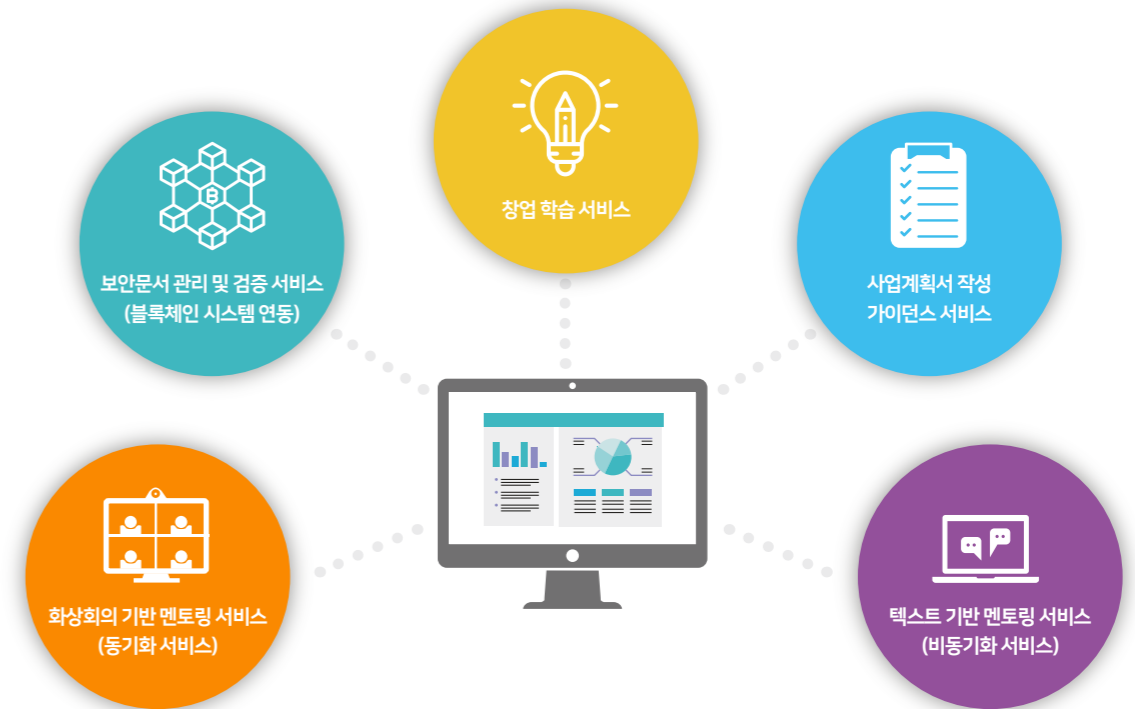 창업 학습 서비스
보안문서 관리 및 검증 서비스
(블록체인 시스템 연동)
사업계획서 작성
가이던스 서비스
화상회의 기반 멘토링 서비스
(동기화 서비스)
텍스트 기반 멘토링 서비스
(비동기화 서비스)